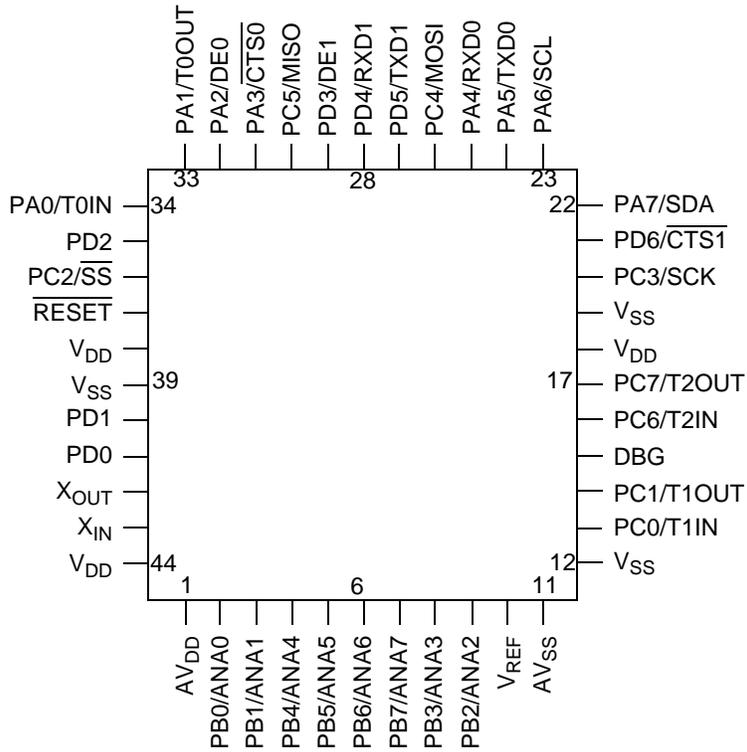 PA1/T0OUT
PA2/DE0
PA3/CTS0
PC5/MISO
PD3/DE1
PD4/RXD1
PD5/TXD1
PC4/MOSI
PA4/RXD0
PA5/TXD0
PA6/SCL
33
28
23
PA0/T0IN
34
22
PA7/SDA
PD2
PD6/CTS1
PC2/SS
PC3/SCK
RESET
VSS
VDD
VDD
VSS
39
17
PC7/T2OUT
PD1
PC6/T2IN
PD0
DBG
XOUT
PC1/T1OUT
XIN
PC0/T1IN
VDD
44
12
VSS
1
6
11
AVDD
PB0/ANA0
PB1/ANA1
PB4/ANA4
PB5/ANA5
PB6/ANA6
PB7/ANA7
PB3/ANA3
PB2/ANA2
VREF
AVSS